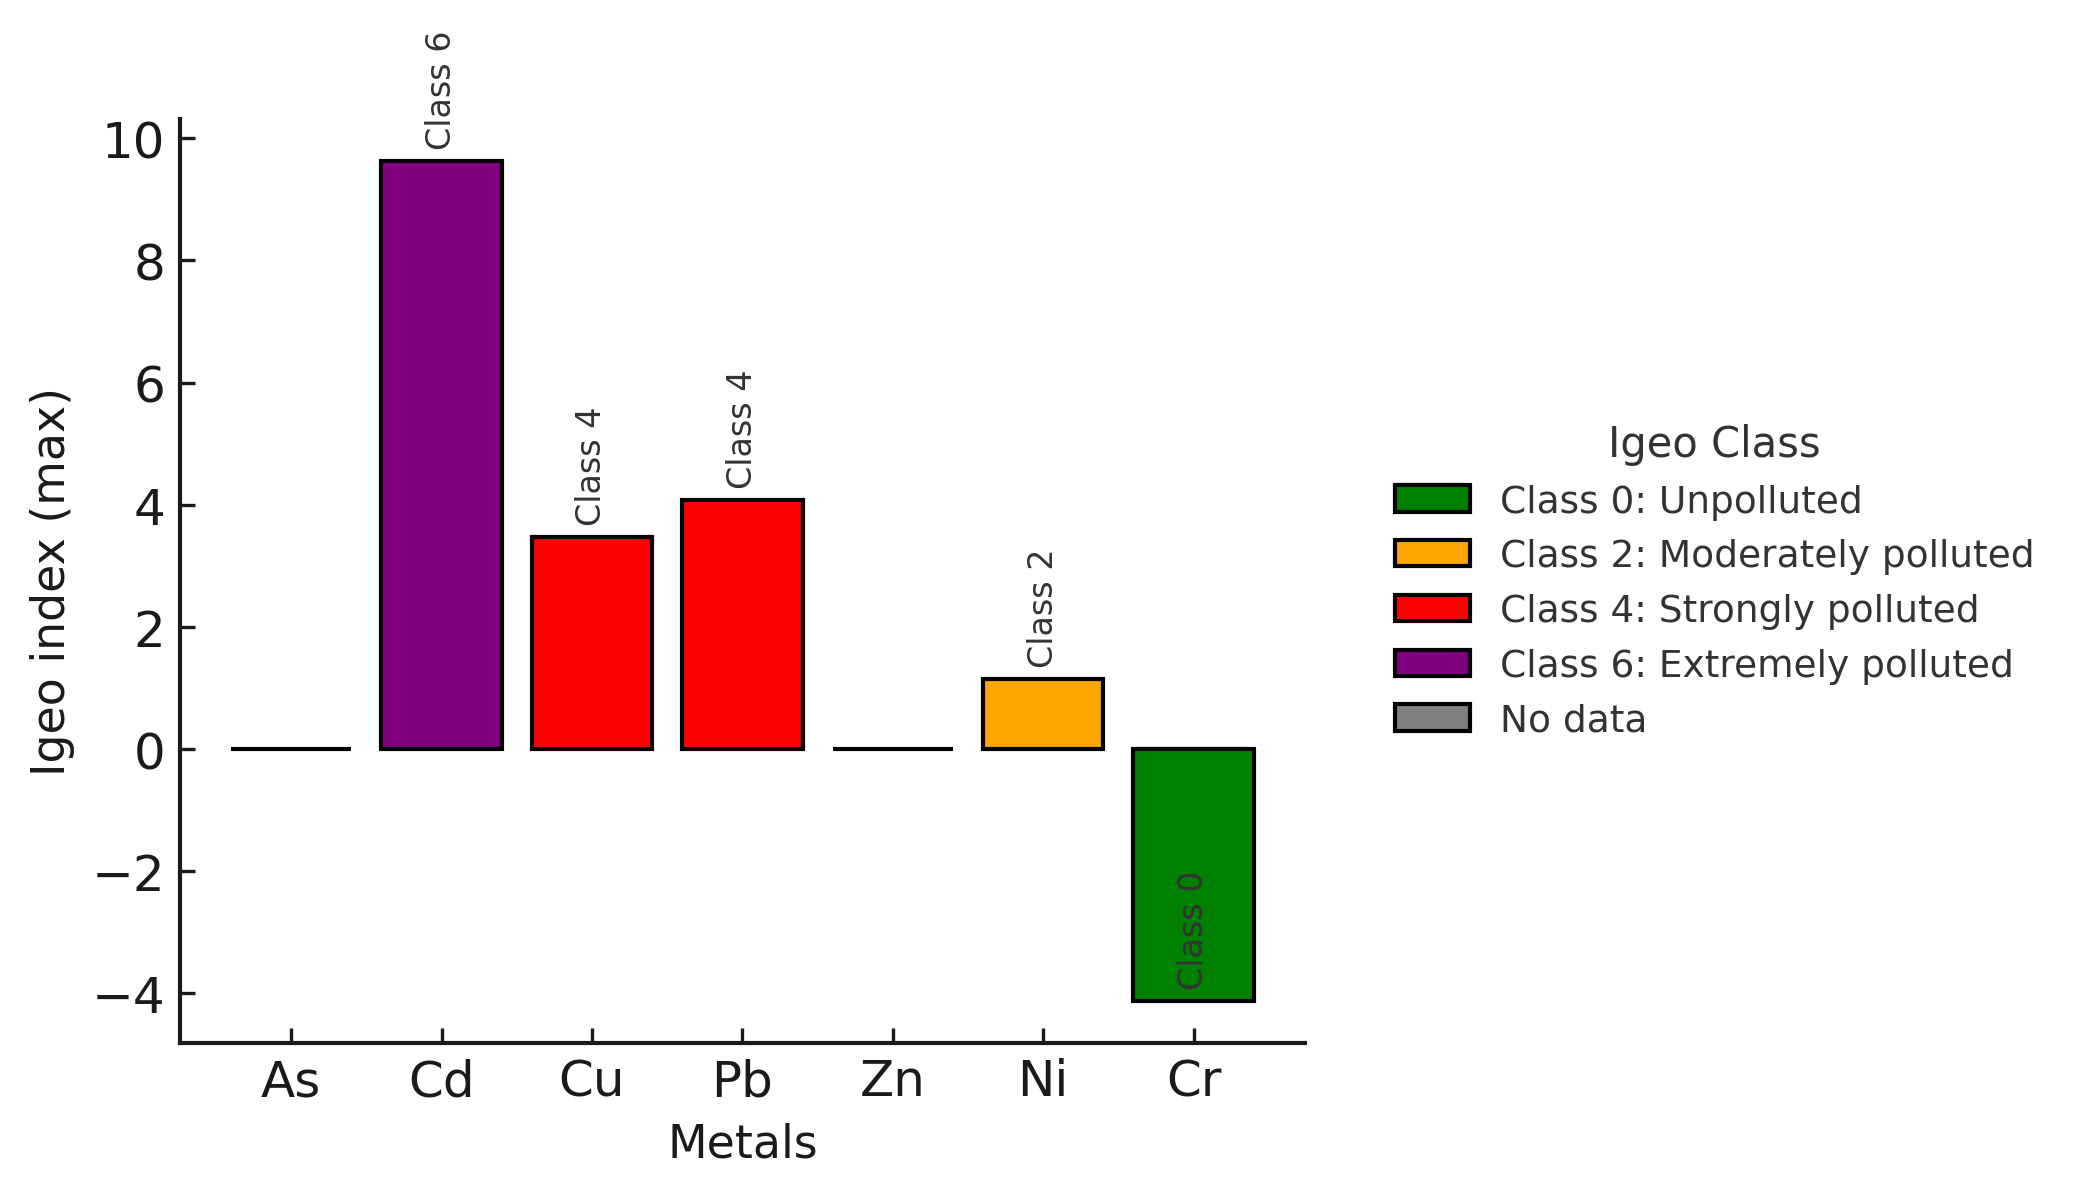 Class 6
Class 4
Class 4
Class 2
Class 0
10
8
6
4
2
0
−2
−4
Igeo index (max)
As Cd Cu Pb Zn Ni Cr
Metals
Igeo Class
Class 0: Unpolluted
Class 2: Moderately polluted
Class 4: Strongly polluted
Class 6: Extremely polluted
No data